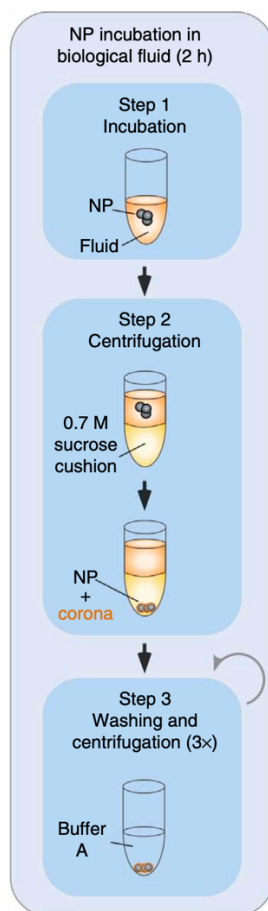 NP incubation in
biological fluid (2 h)
Step 1
Incubation
NP
Fluid
Step 2
Centrifugation
0.7 M
sucrose
cushion
NP
+
corona
Step 3
Washing and
centrifugation (3×)
Buffer
A